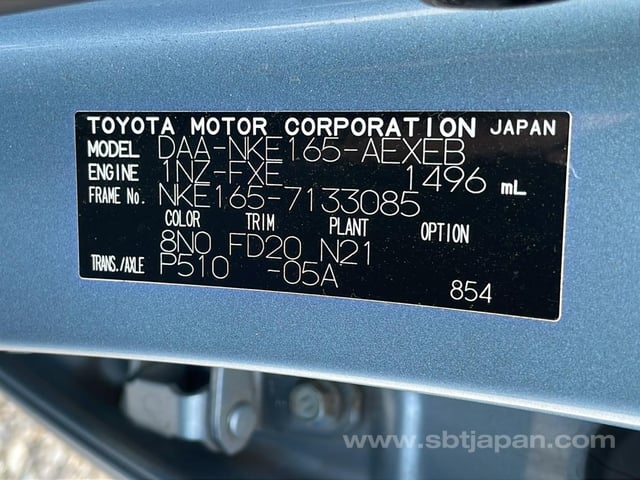 TOYOTA MOTOR CORPORATION JAPAN
MODEL DAA-NKE165-AEXEB
ENGINE 1NZ-FXE 1496 mL
FRAME No. NKE165-7133085
COLOR TRIM PLANT OPTION
8N0 FD20 N21
TRANS./AXLE P510 -05A
854
www.sbtjapan.com